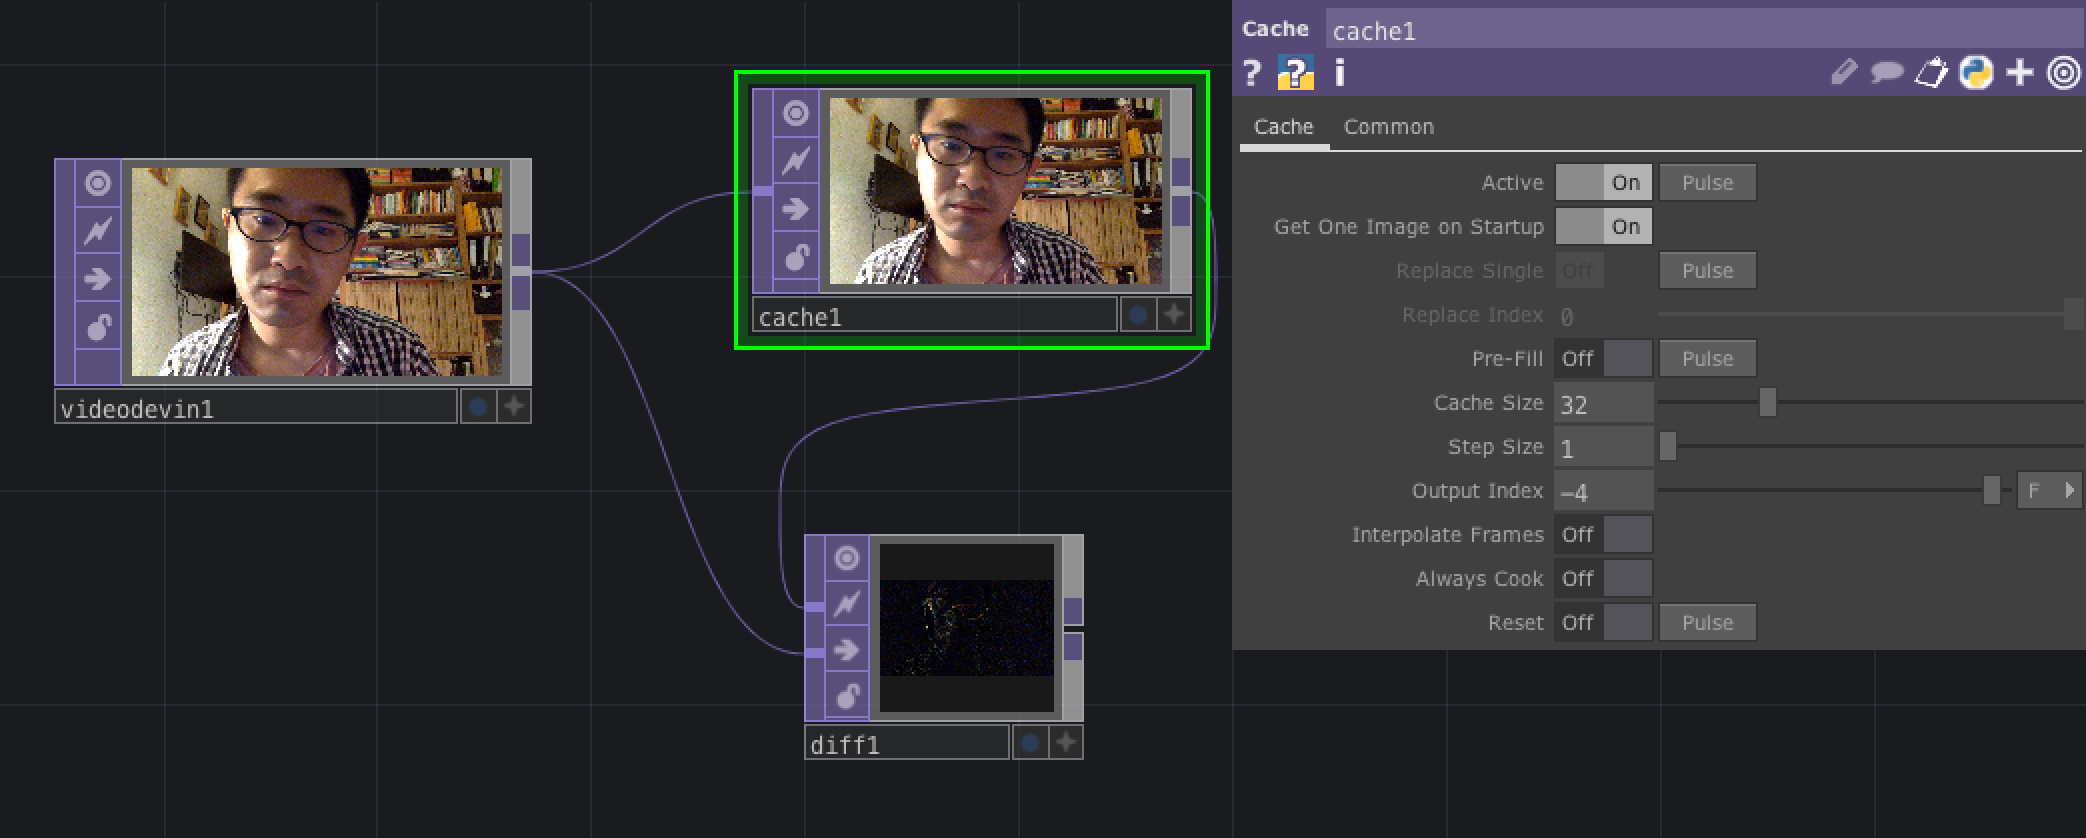 videodevin1
cache1
diff1
Cache cache1
? ? i
Cache Common
Active On Pulse
Get One Image on Startup On
Replace Single Off Pulse
Replace Index 0
Pre-Fill Off Pulse
Cache Size 32
Step Size 1
Output Index -4 F
Interpolate Frames Off
Always Cook Off
Reset Off Pulse